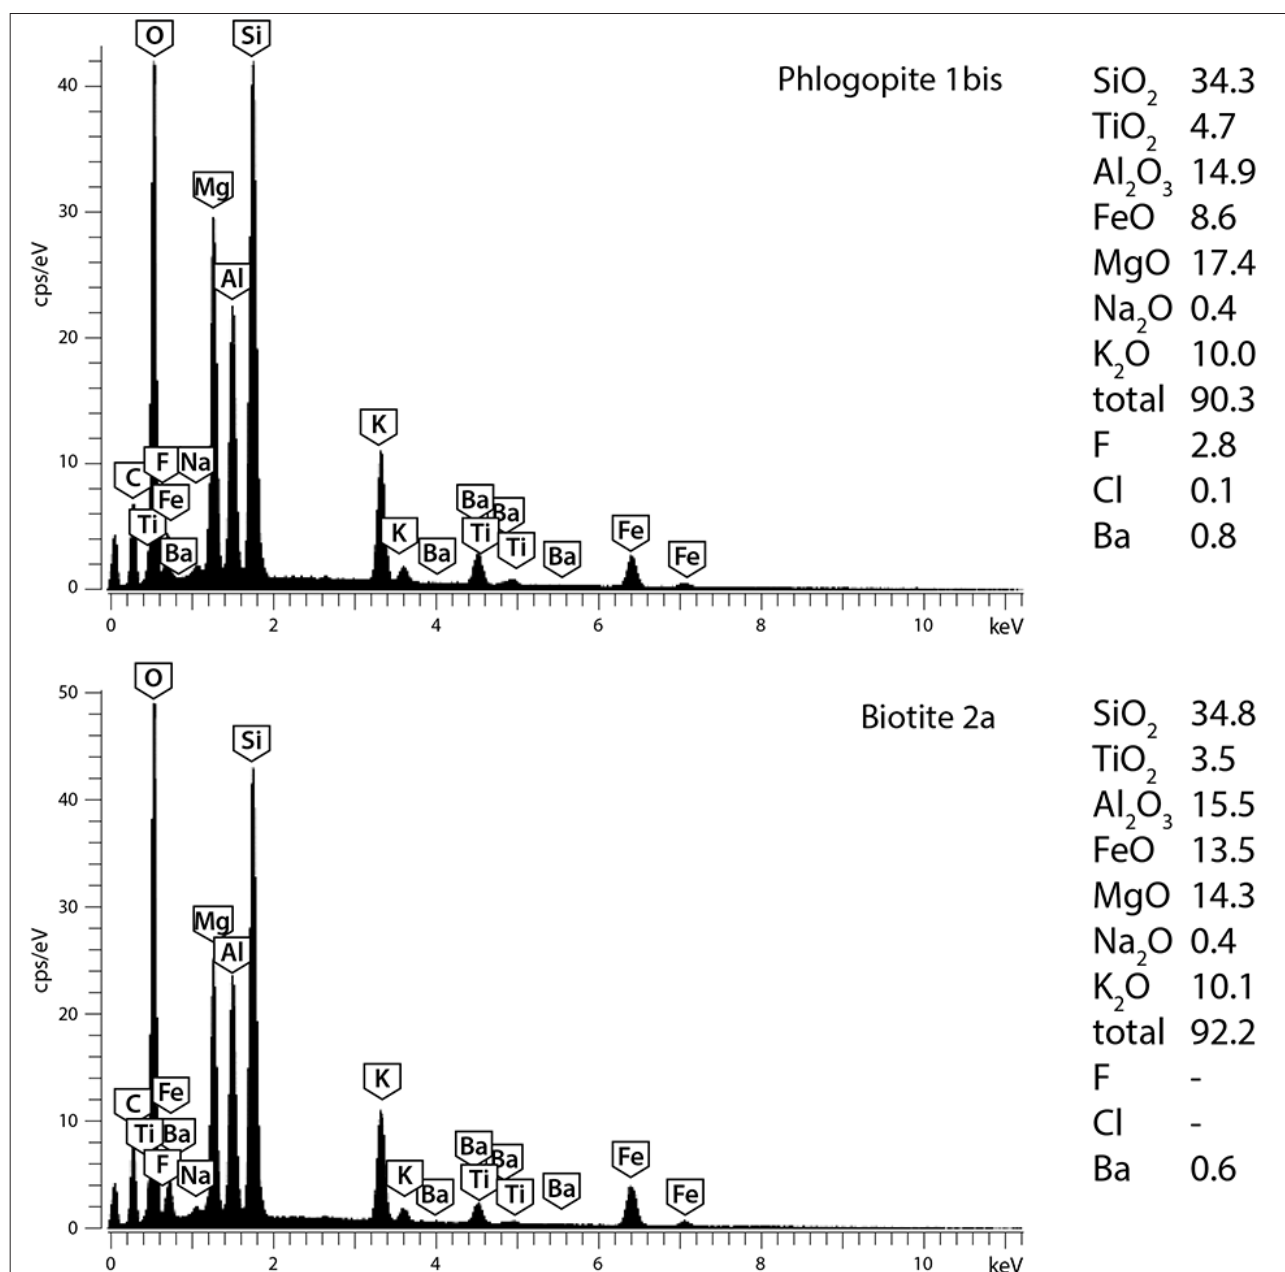 O Si
Phlogopite 1bis
SiO2 34.3
TiO2 4.7
Al2O3 14.9
FeO 8.6
MgO 17.4
Na2O 0.4
K2O 10.0
total 90.3
F 2.8
Cl 0.1
Ba 0.8
40
30
20
10
0
cps/eV
Mg
Al
K
C F Na
Fe
Ti
Ba
K
Ba
Ba
Ba
Ti
Ti
Ba
Fe
Fe
0 2 4 6 8 10 keV
O
Si
Biotite 2a
SiO2 34.8
TiO2 3.5
Al2O3 15.5
FeO 13.5
MgO 14.3
Na2O 0.4
K2O 10.1
total 92.2
F -
Cl -
Ba 0.6
50
40
30
20
10
0
cps/eV
Mg
Al
K
Fe
C
Ti Ba
F Na
K
Ba
Ba
Ba
Ti
Ti
Ba
Fe
Fe
0 2 4 6 8 10 keV